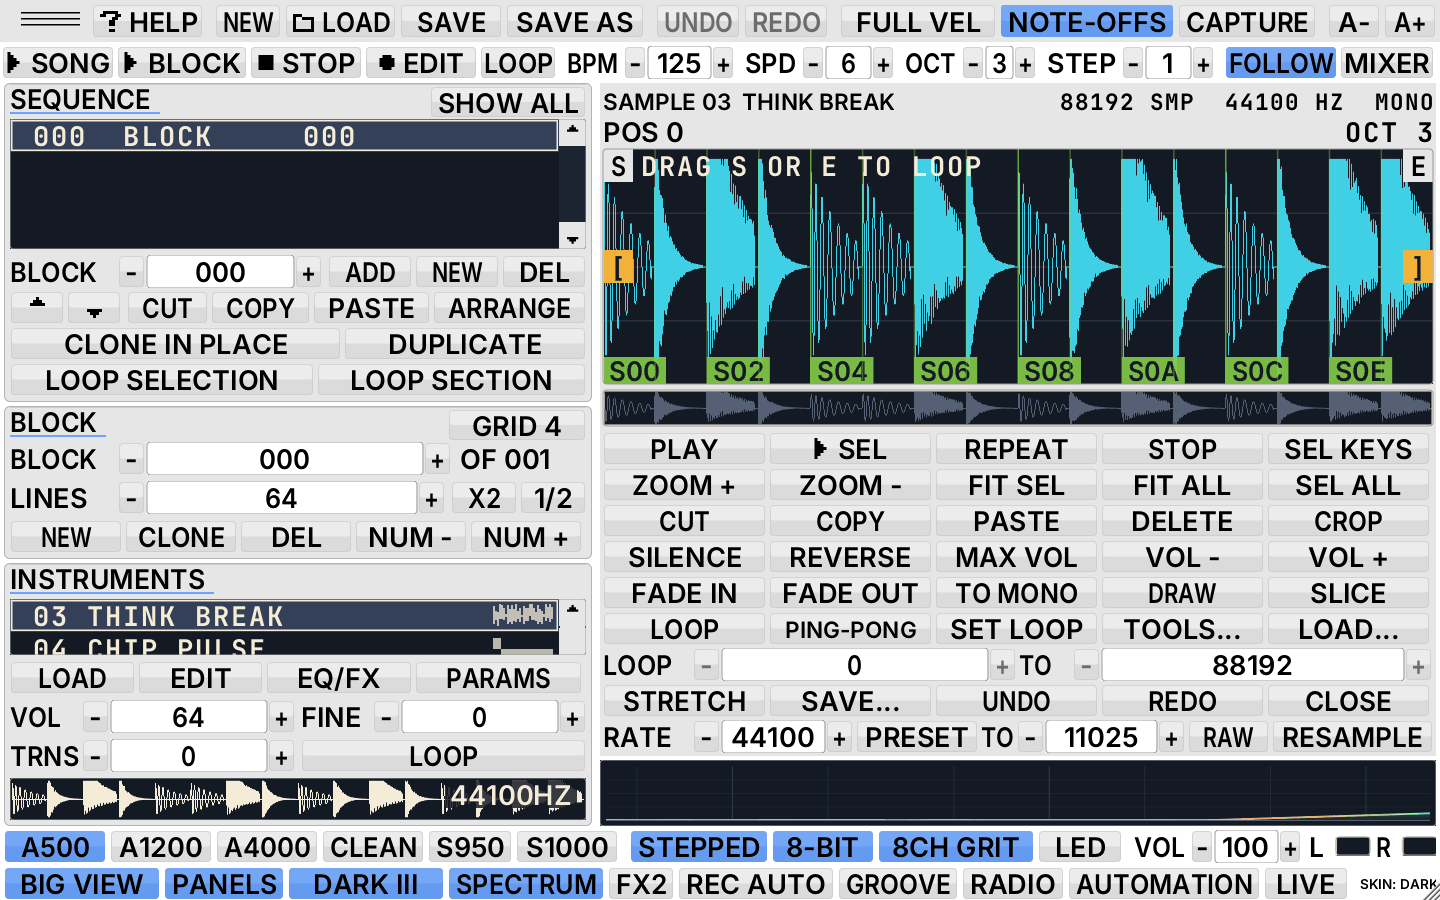 ? HELP NEW LOAD SAVE SAVE AS UNDO REDO FULL VEL NOTE-OFFS CAPTURE A- A+
SONG BLOCK STOP EDIT LOOP BPM - 125 + SPD - 6 + OCT - 3 + STEP - 1 + FOLLOW MIXER
SEQUENCE SHOW ALL
000 BLOCK 000
BLOCK - 000 + ADD NEW DEL
CUT COPY PASTE ARRANGE
CLONE IN PLACE DUPLICATE
LOOP SELECTION LOOP SECTION
BLOCK GRID 4
BLOCK - 000 + OF 001
LINES - 64 + X2 1/2
NEW CLONE DEL NUM - NUM +
INSTRUMENTS
03 THINK BREAK
04 CHIP PULSE
LOAD EDIT EQ/FX PARAMS
VOL - 64 + FINE - 0 +
TRNS - 0 + LOOP
44100HZ
SAMPLE 03 THINK BREAK 88192 SMP 44100 HZ MONO
POS 0 OCT 3
S DRAG S OR E TO LOOP E
[ ]
S00 S02 S04 S06 S08 S0A S0C S0E
PLAY SEL REPEAT STOP SEL KEYS
ZOOM + ZOOM - FIT SEL FIT ALL SEL ALL
CUT COPY PASTE DELETE CROP
SILENCE REVERSE MAX VOL VOL - VOL +
FADE IN FADE OUT TO MONO DRAW SLICE
LOOP PING-PONG SET LOOP TOOLS... LOAD...
LOOP - 0 + TO - 88192 +
STRETCH SAVE... UNDO REDO CLOSE
RATE - 44100 + PRESET TO - 11025 + RAW RESAMPLE
A500 A1200 A4000 CLEAN S950 S1000 STEPPED 8-BIT 8CH GRIT LED VOL - 100 + L R
BIG VIEW PANELS DARK III SPECTRUM FX2 REC AUTO GROOVE RADIO AUTOMATION LIVE SKIN: DARK